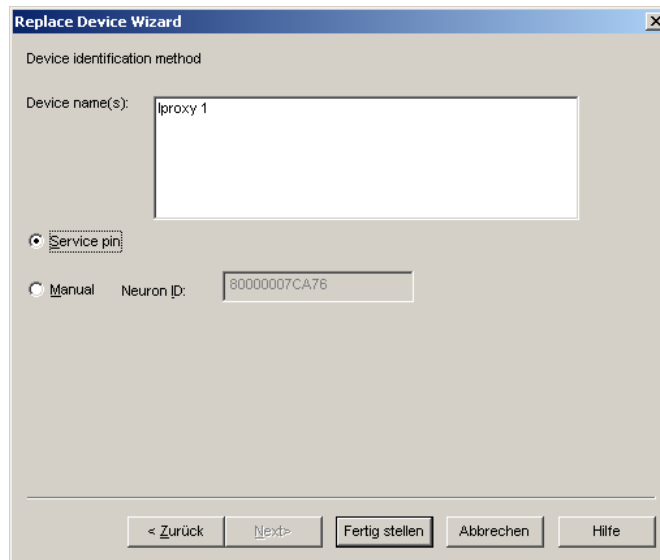 Replace Device Wizard
Device identification method
Device name(s):
lproxy 1
Service pin
Manual
Neuron ID:
80000007CA76
< Zurück
Next>
Fertig stellen
Abbrechen
Hilfe